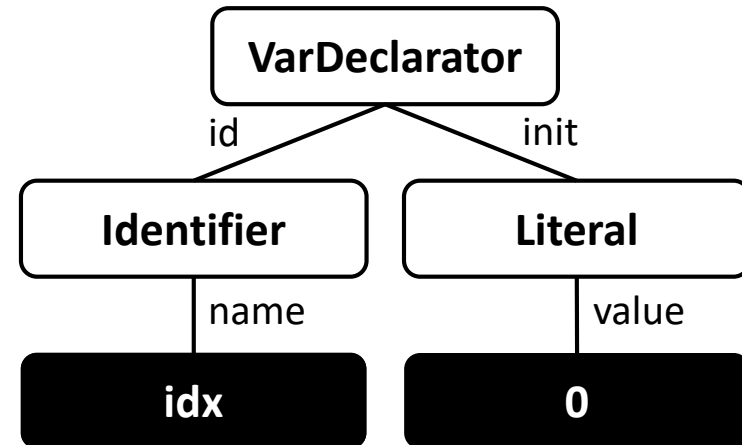 VarDeclarator
id init
Identifier Literal
name value
idx 0